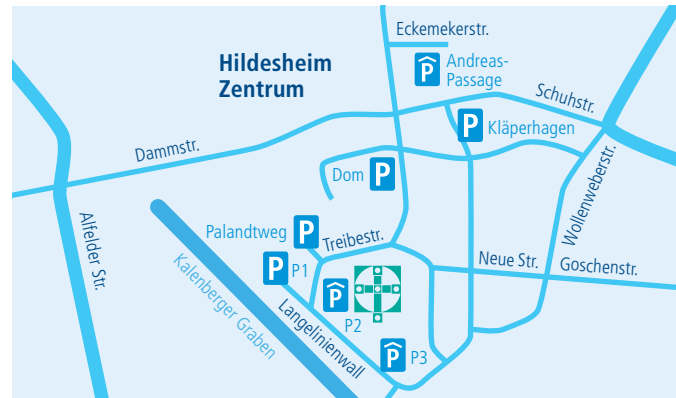 Eckemekerstr.
Hildesheim
Zentrum
P
Andreas-
Passage
Schuhstr.
P
Kläperhagen
Dammstr.
Dom
P
Wollenweberstr.
Alfelder Str.
Palandtweg
P
Treibestr.
P
P1
Neue Str.
Goschenstr.
Kalenberger Graben
P
P2
Langelinienwall
P
P3